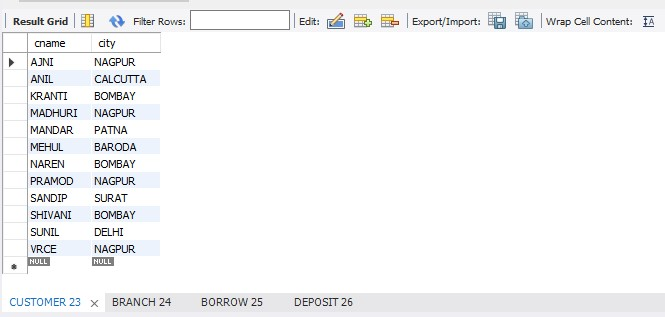 Result Grid Filter Rows: Edit: Export/Import: Wrap Cell Content: IA
cname city
AJNI NAGPUR
ANIL CALCUTTA
KRANTI BOMBAY
MADHURI NAGPUR
MANDAR PATNA
MEHUL BARODA
NAREN BOMBAY
PRAMOD NAGPUR
SANDIP SURAT
SHIVANI BOMBAY
SUNIL DELHI
VRCE NAGPUR
NULL NULL
CUSTOMER 23 BRANCH 24 BORROW 25 DEPOSIT 26